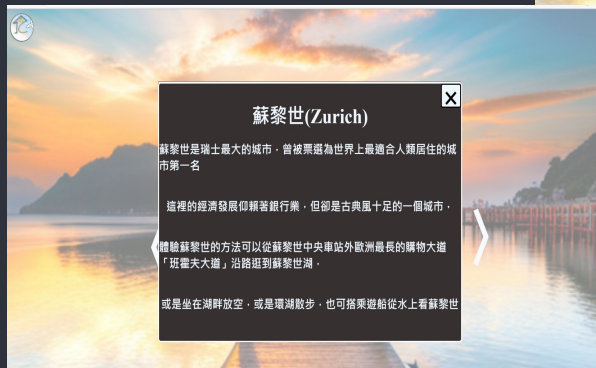 蘇黎世(Zurich)
X
蘇黎世是瑞士最大的城市，曾被票選為世界上最適合人類居住的城
市第一名
這裡的經濟發展仰賴著銀行業，但卻是古典風十足的一個城市，
體驗蘇黎世的方法可以從蘇黎世中央車站外歐洲最長的購物大道
「班霍夫大道」沿路逛到蘇黎世湖，
或是坐在湖畔放空，或是環湖散步，也可搭乘遊船從水上看蘇黎世